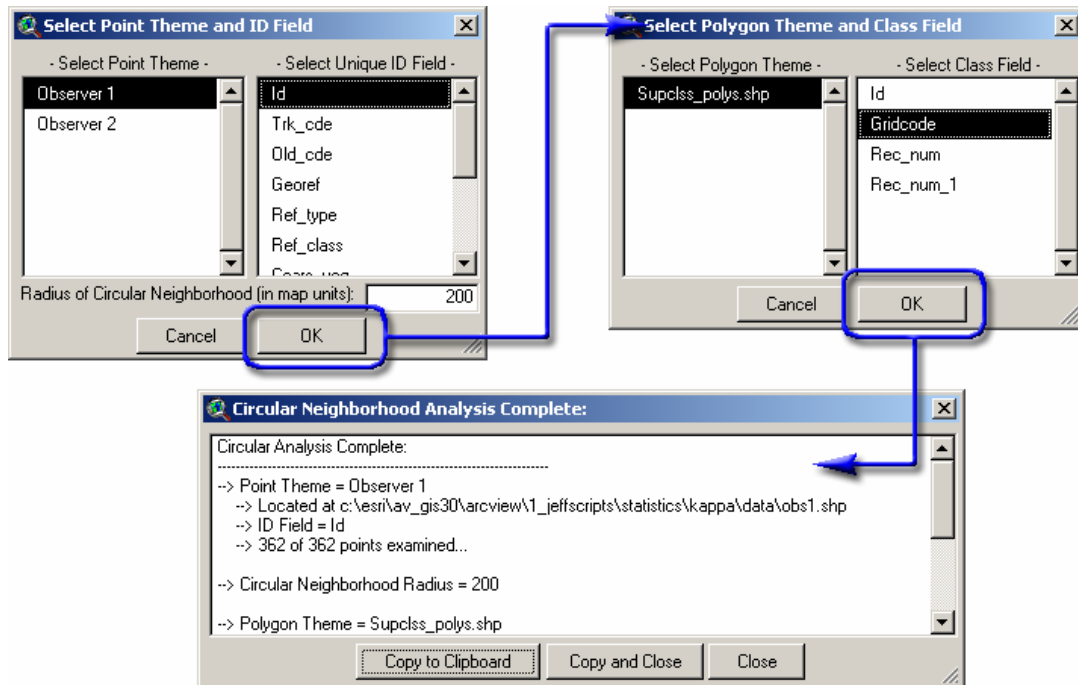 Select Point Theme and ID Field
- Select Point Theme -
- Select Unique ID Field -
Observer 1
Observer 2
Id
Trk_cde
Old_cde
Georef
Ref_type
Ref_class
Radius of Circular Neighborhood (in map units):
200
Cancel
OK
Select Polygon Theme and Class Field
- Select Polygon Theme -
- Select Class Field -
Supclss_polys.shp
Id
Gridcode
Rec_num
Rec_num_1
Cancel
OK
Circular Neighborhood Analysis Complete:
Circular Analysis Complete:
--> Point Theme = Observer 1
--> Located at c:\esri\av_gis30\arcview\1_jeffscripts\statistics\kappa\data\obs1.shp
--> ID Field = Id
--> 362 of 362 points examined...
--> Circular Neighborhood Radius = 200
--> Polygon Theme = Supclss_polys.shp
Copy to Clipboard
Copy and Close
Close